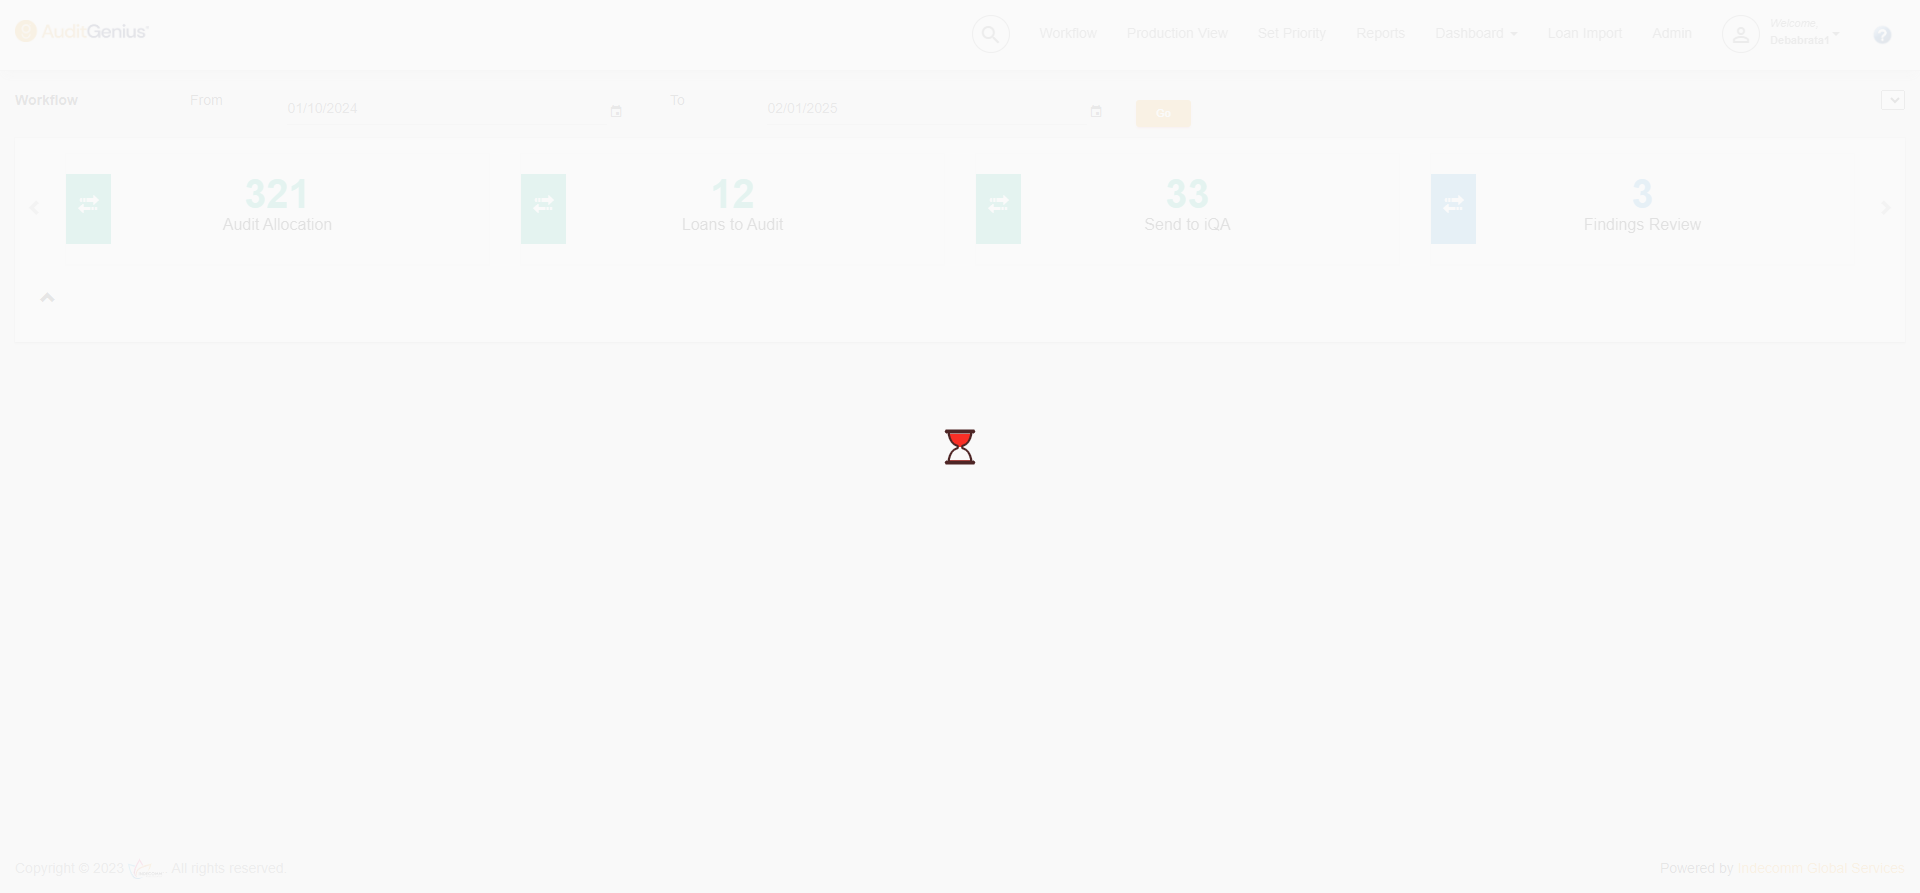 AuditGenius
Workflow
Production View
Set Priority
Reports
Dashboard
Loan Import
Admin
Welcome,
Debabrata1
Workflow
From
01/10/2024
To
02/01/2025
Go
321
Audit Allocation
12
Loans to Audit
33
Send to iQA
3
Findings Review
Copyright © 2023
All rights reserved.
Powered by Indecomm Global Services